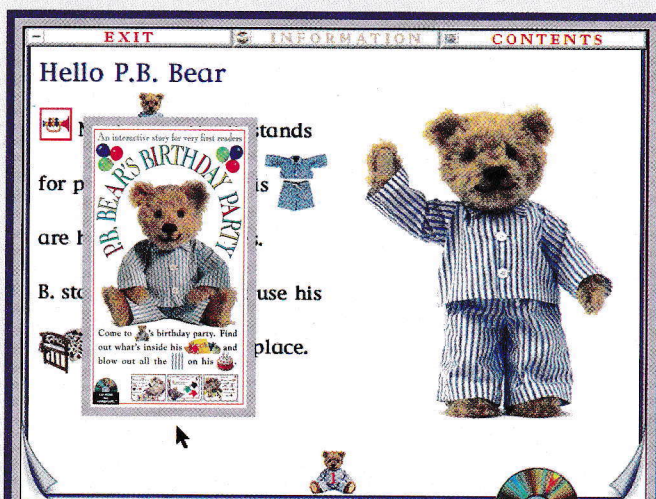 EXIT
INFORMATION
CONTENTS
Hello P.B. Bear
stands
for p
is
are h
s.
B. sto
use his
place.
An interactive story for very first readers
P.B. BEAR'S BIRTHDAY PARTY
Come to 's birthday party. Find
out what's inside his and
blow out all the on his .